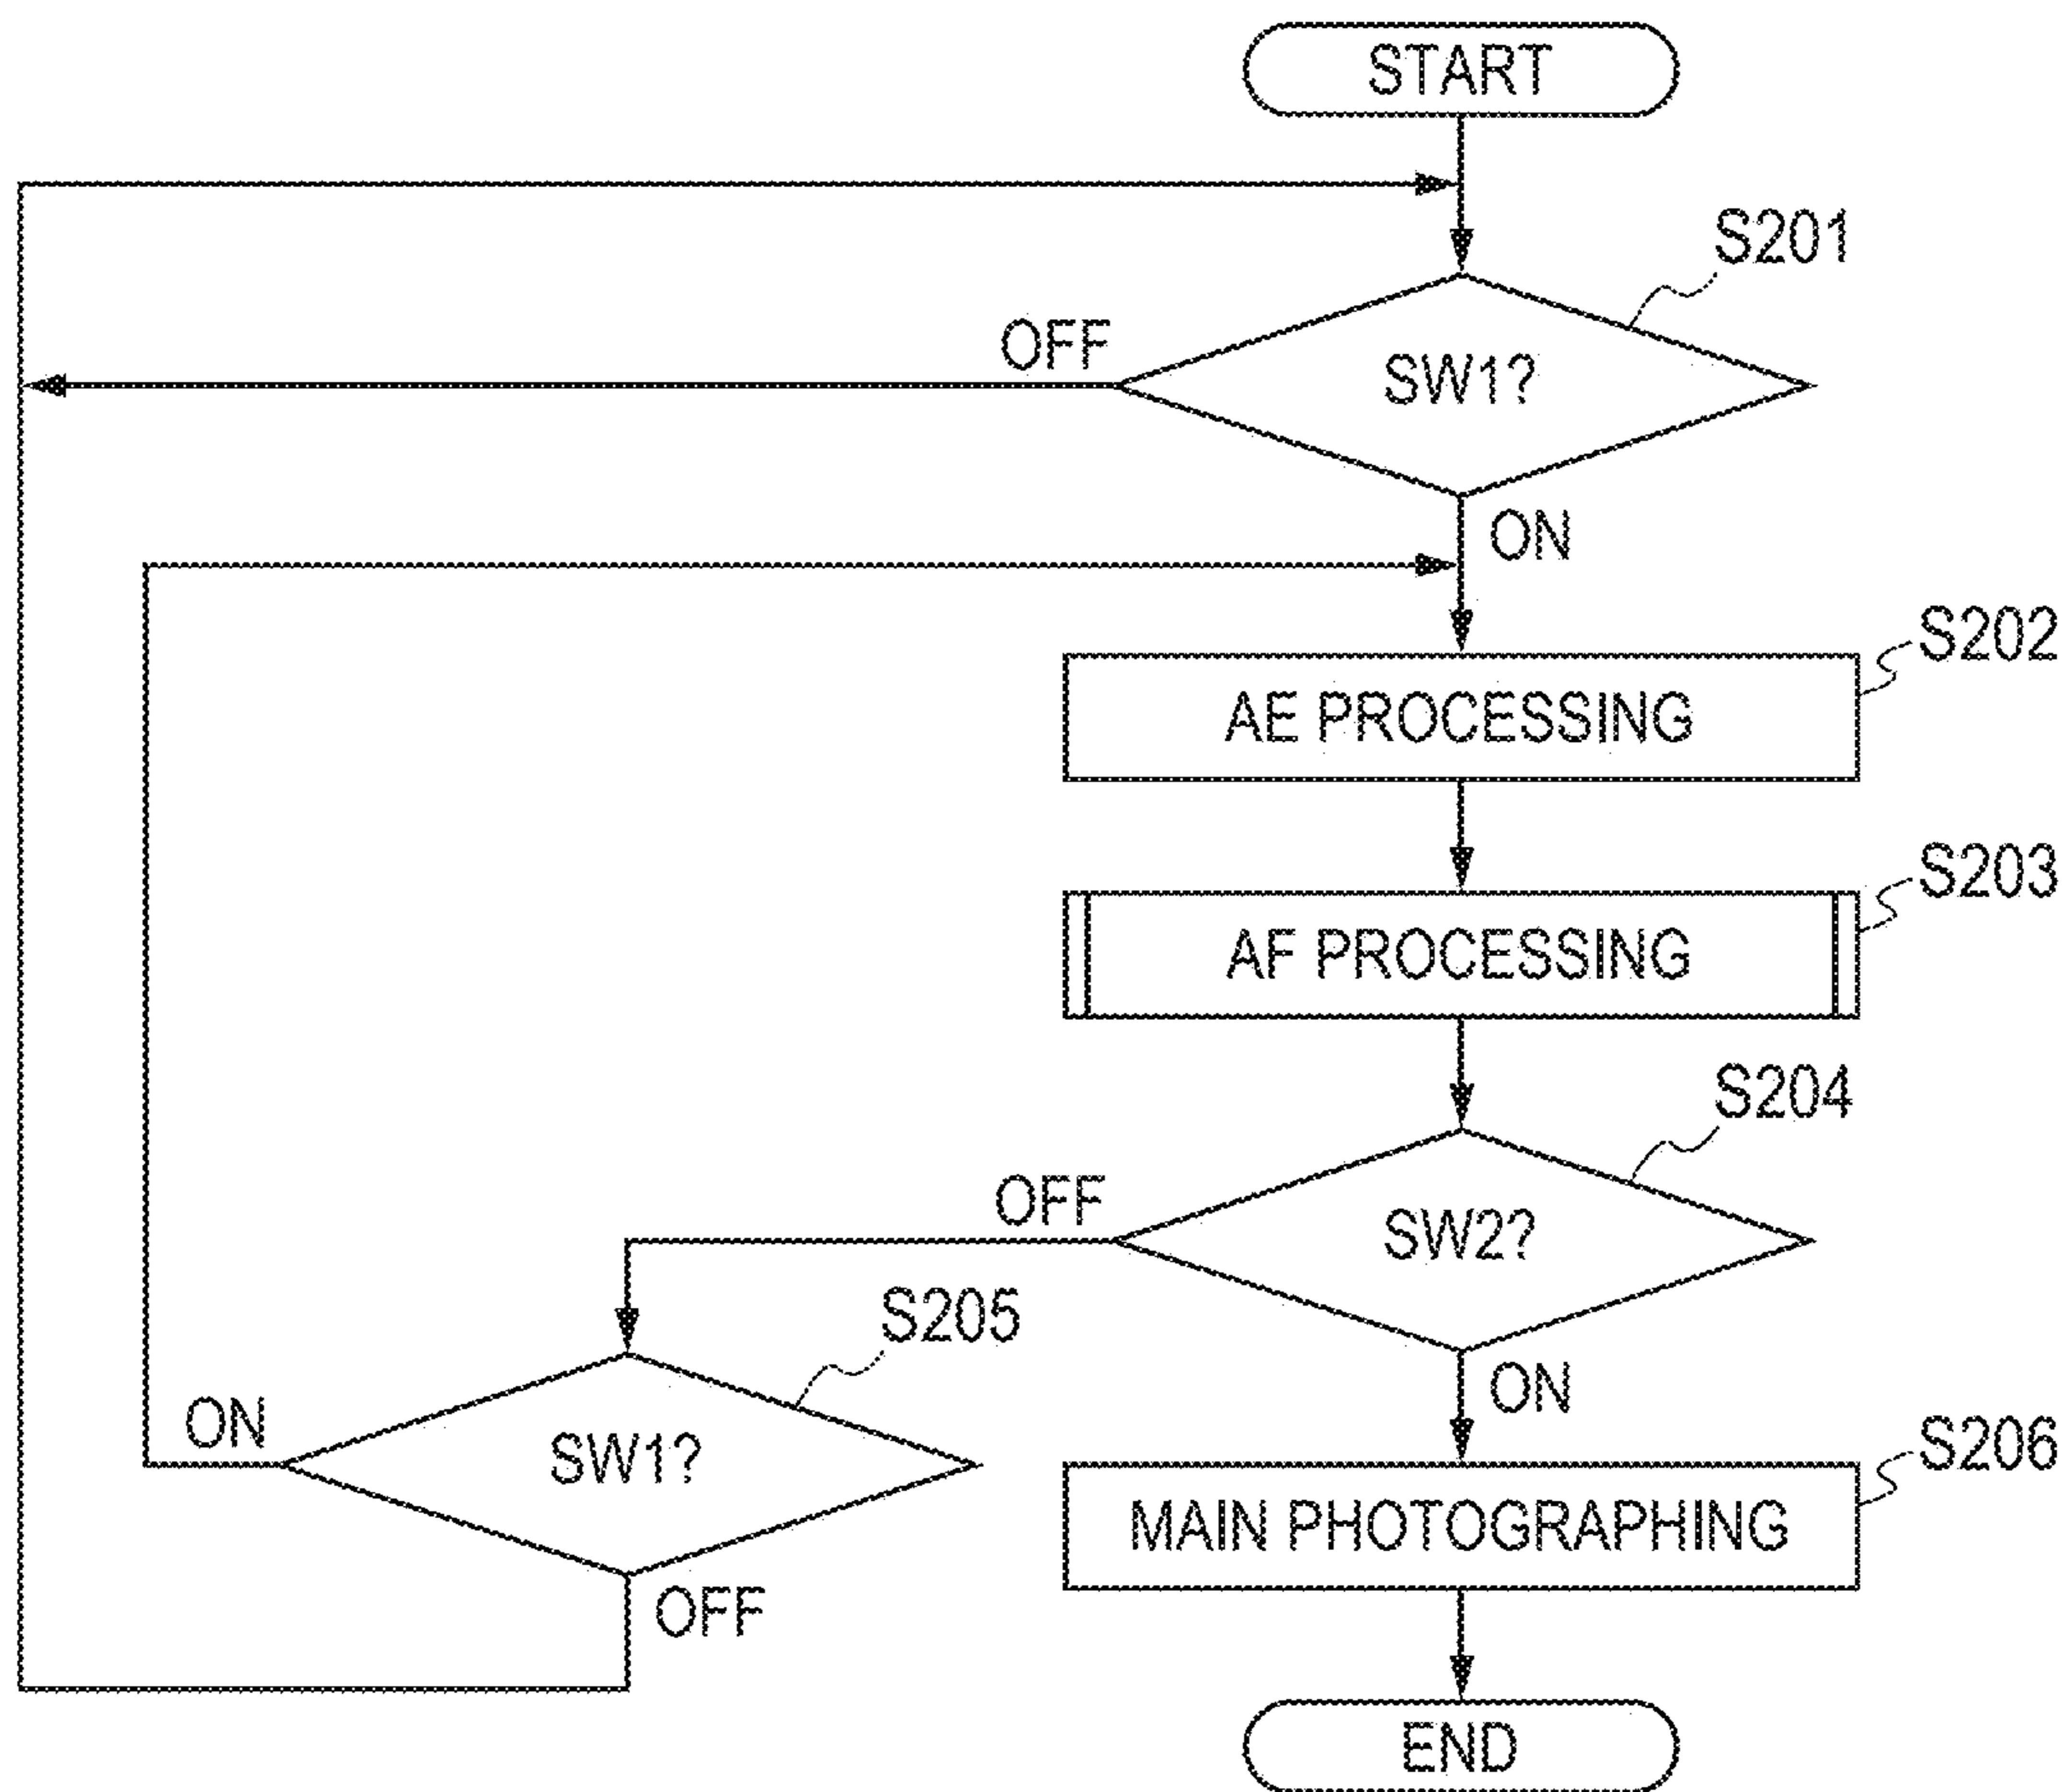 START
S201
OFF
SW1?
ON
S202
AE PROCESSING
S203
AF PROCESSING
S204
OFF
SW2?
S205
ON
ON
SW1?
S206
MAIN PHOTOGRAPHING
OFF
END